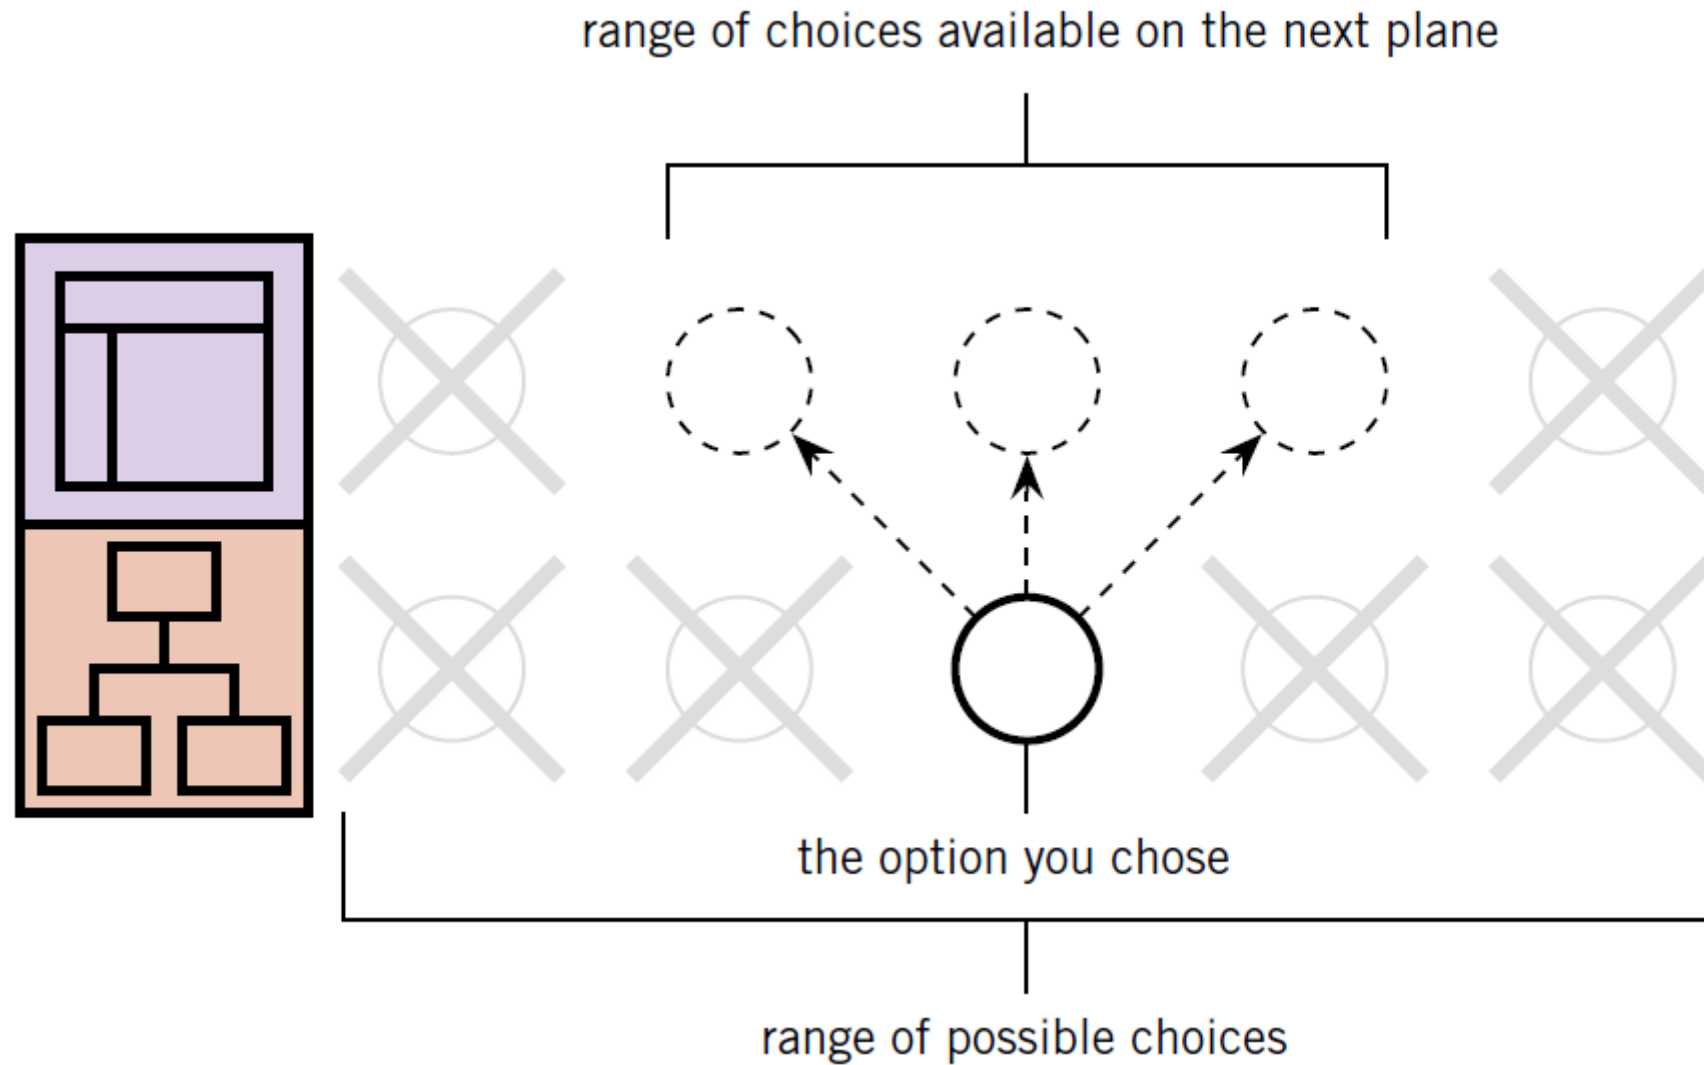 range of choices available on the next plane
the option you chose
range of possible choices